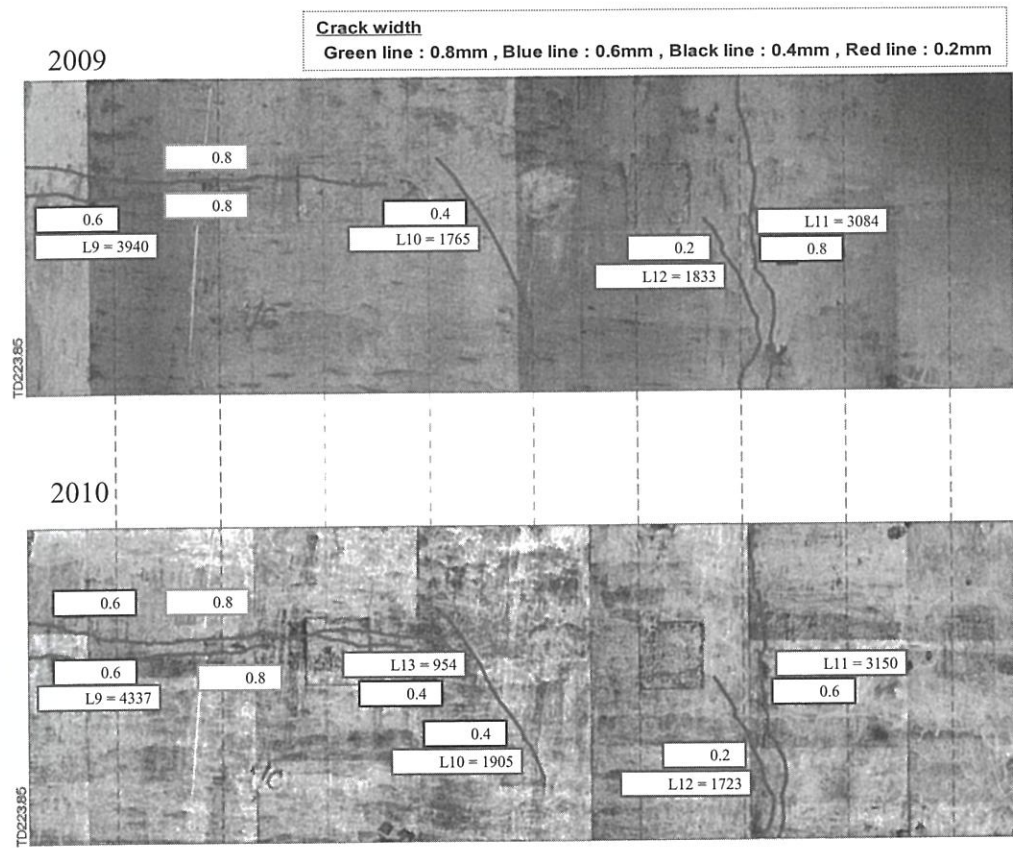 Crack width
Green line : 0.8mm , Blue line : 0.6mm , Black line : 0.4mm , Red line : 0.2mm
2009
0.8
0.8
0.6
L9 = 3940
0.4
L10 = 1765
0.2
L12 = 1833
L11 = 3084
0.8
TD223.85
2010
0.6
0.8
0.6
L9 = 4337
0.8
L13 = 954
0.4
0.4
L10 = 1905
L11 = 3150
0.6
0.2
L12 = 1723
TD223.85